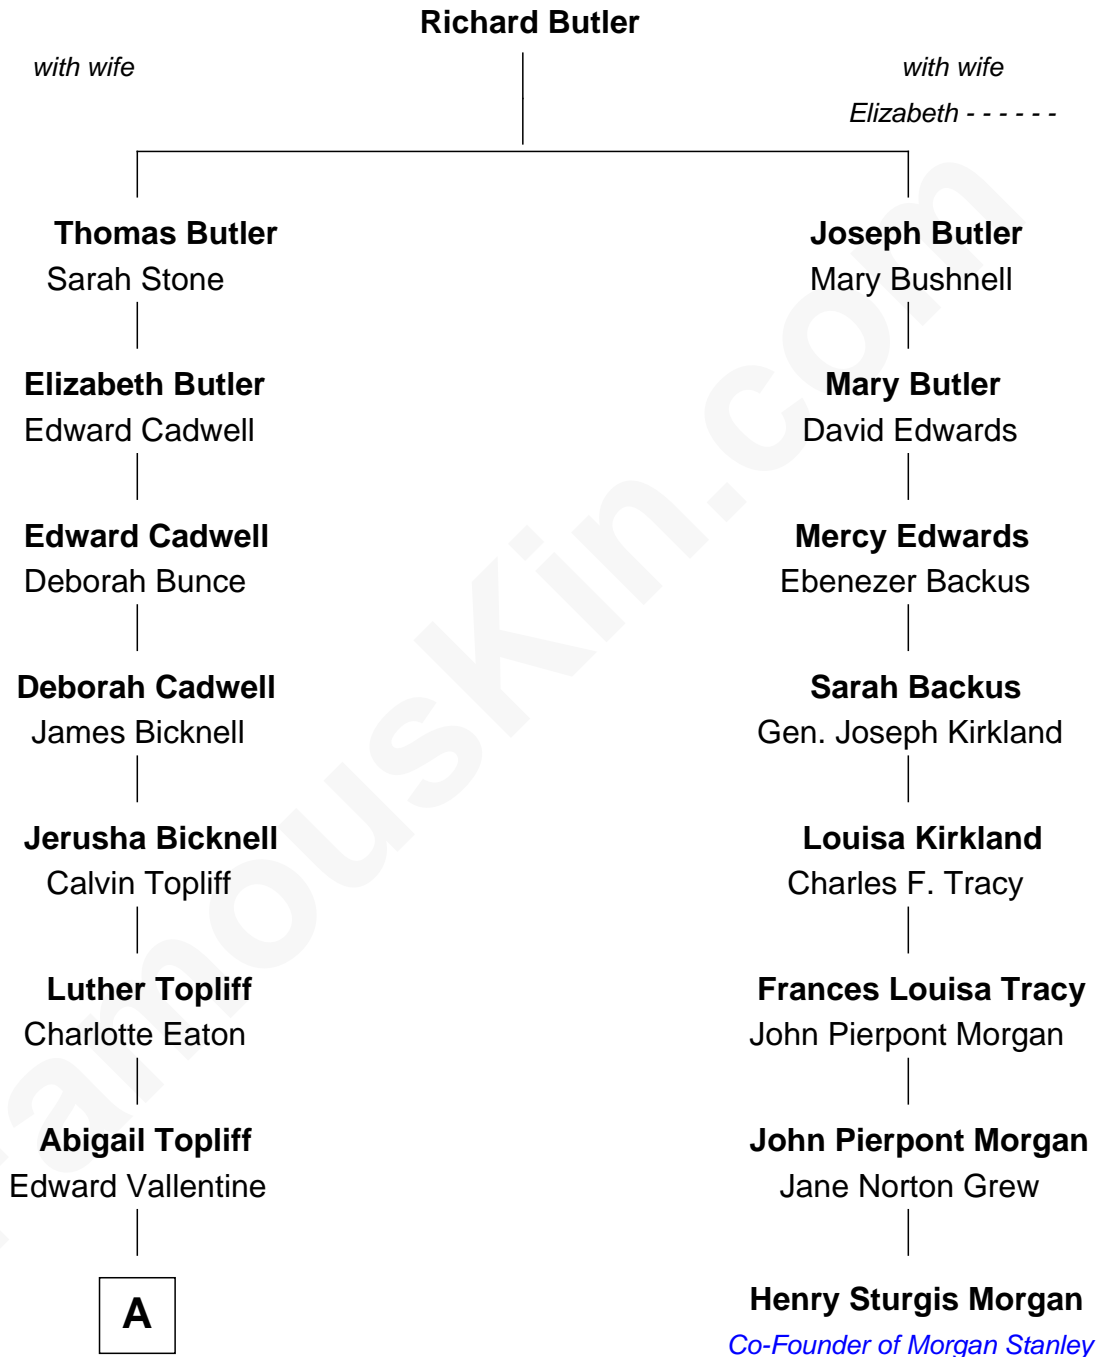 Richard Butler
with wife
with wife
Elizabeth - - - - - -
Thomas Butler
Sarah Stone
Joseph Butler
Mary Bushnell
Elizabeth Butler
Edward Cadwell
Mary Butler
David Edwards
Edward Cadwell
Deborah Bunce
Mercy Edwards
Ebenezer Backus
Deborah Cadwell
James Bicknell
Sarah Backus
Gen. Joseph Kirkland
Jerusha Bicknell
Calvin Topliff
Louisa Kirkland
Charles F. Tracy
Luther Topliff
Charlotte Eaton
Frances Louisa Tracy
John Pierpont Morgan
Abigail Topliff
Edward Vallentine
John Pierpont Morgan
Jane Norton Grew
A
Henry Sturgis Morgan
Co-Founder of Morgan Stanley
FamousKin.com